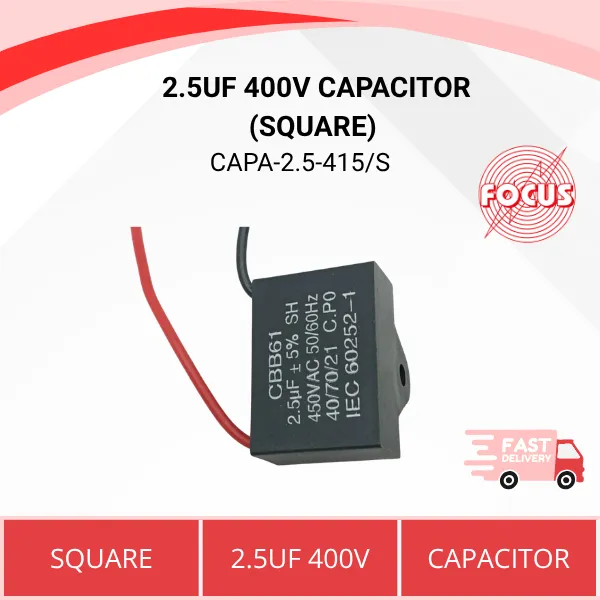 2.5UF 400V CAPACITOR
(SQUARE)
CAPA-2.5-415/S
FOCUS
CBB61
2.5µF ± 5% SH
450VAC 50/60Hz
40/70/21 C.P0
IEC 60252-1
FAST
DELIVERY
SQUARE
2.5UF 400V
CAPACITOR